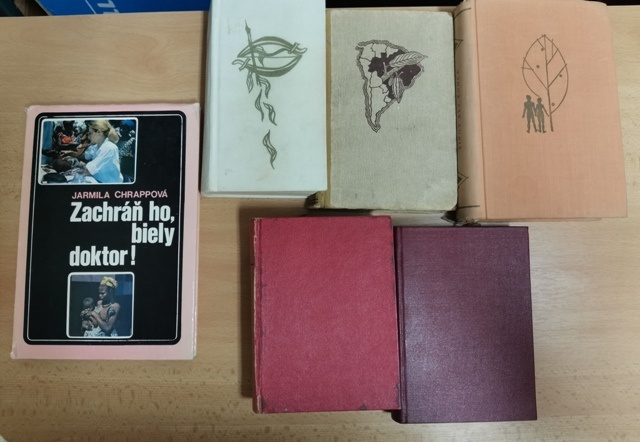 JARMILA CHRAPPOVÁ
Zachráň ho,
biely
doktor!